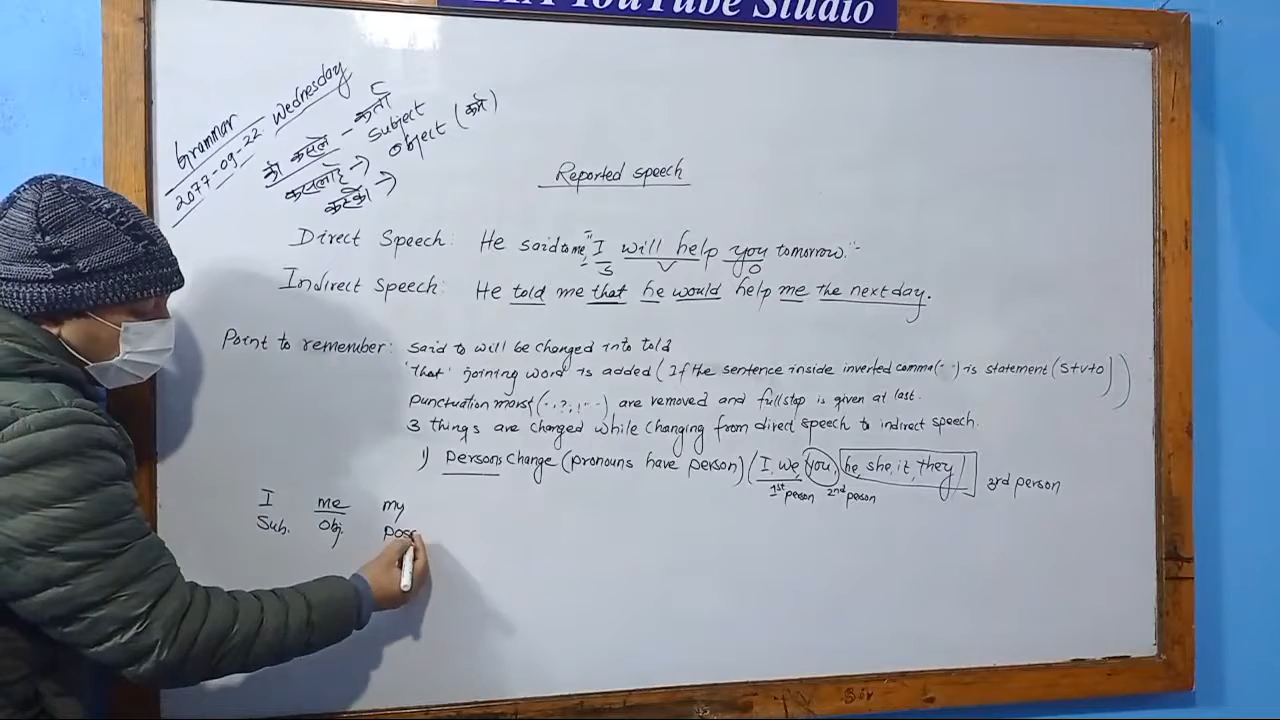 YouTube Studio
Grammar
2077-09-22 Wednesday
को कसले - कर्ता
Subject
कसलाई → object (कर्म)
कस्को →
Reported speech
Direct Speech: He said to me, "I will help you tomorrow."
S V O
Indirect Speech: He told me that he would help me the next day.
Point to remember: said to will be changed into told
'that' joining word is added (If the sentence inside inverted comma (" ") is statement (S+V+O))
punctuation (",?,!") are removed and fullstop is given at last.
3 things are changed while changing from direct speech to indirect speech.
1) Persons change (pronouns have person) (I, we, you, he, she, it, they) 3rd person
1st person 2nd person
I me my
Sub. Obj. poss